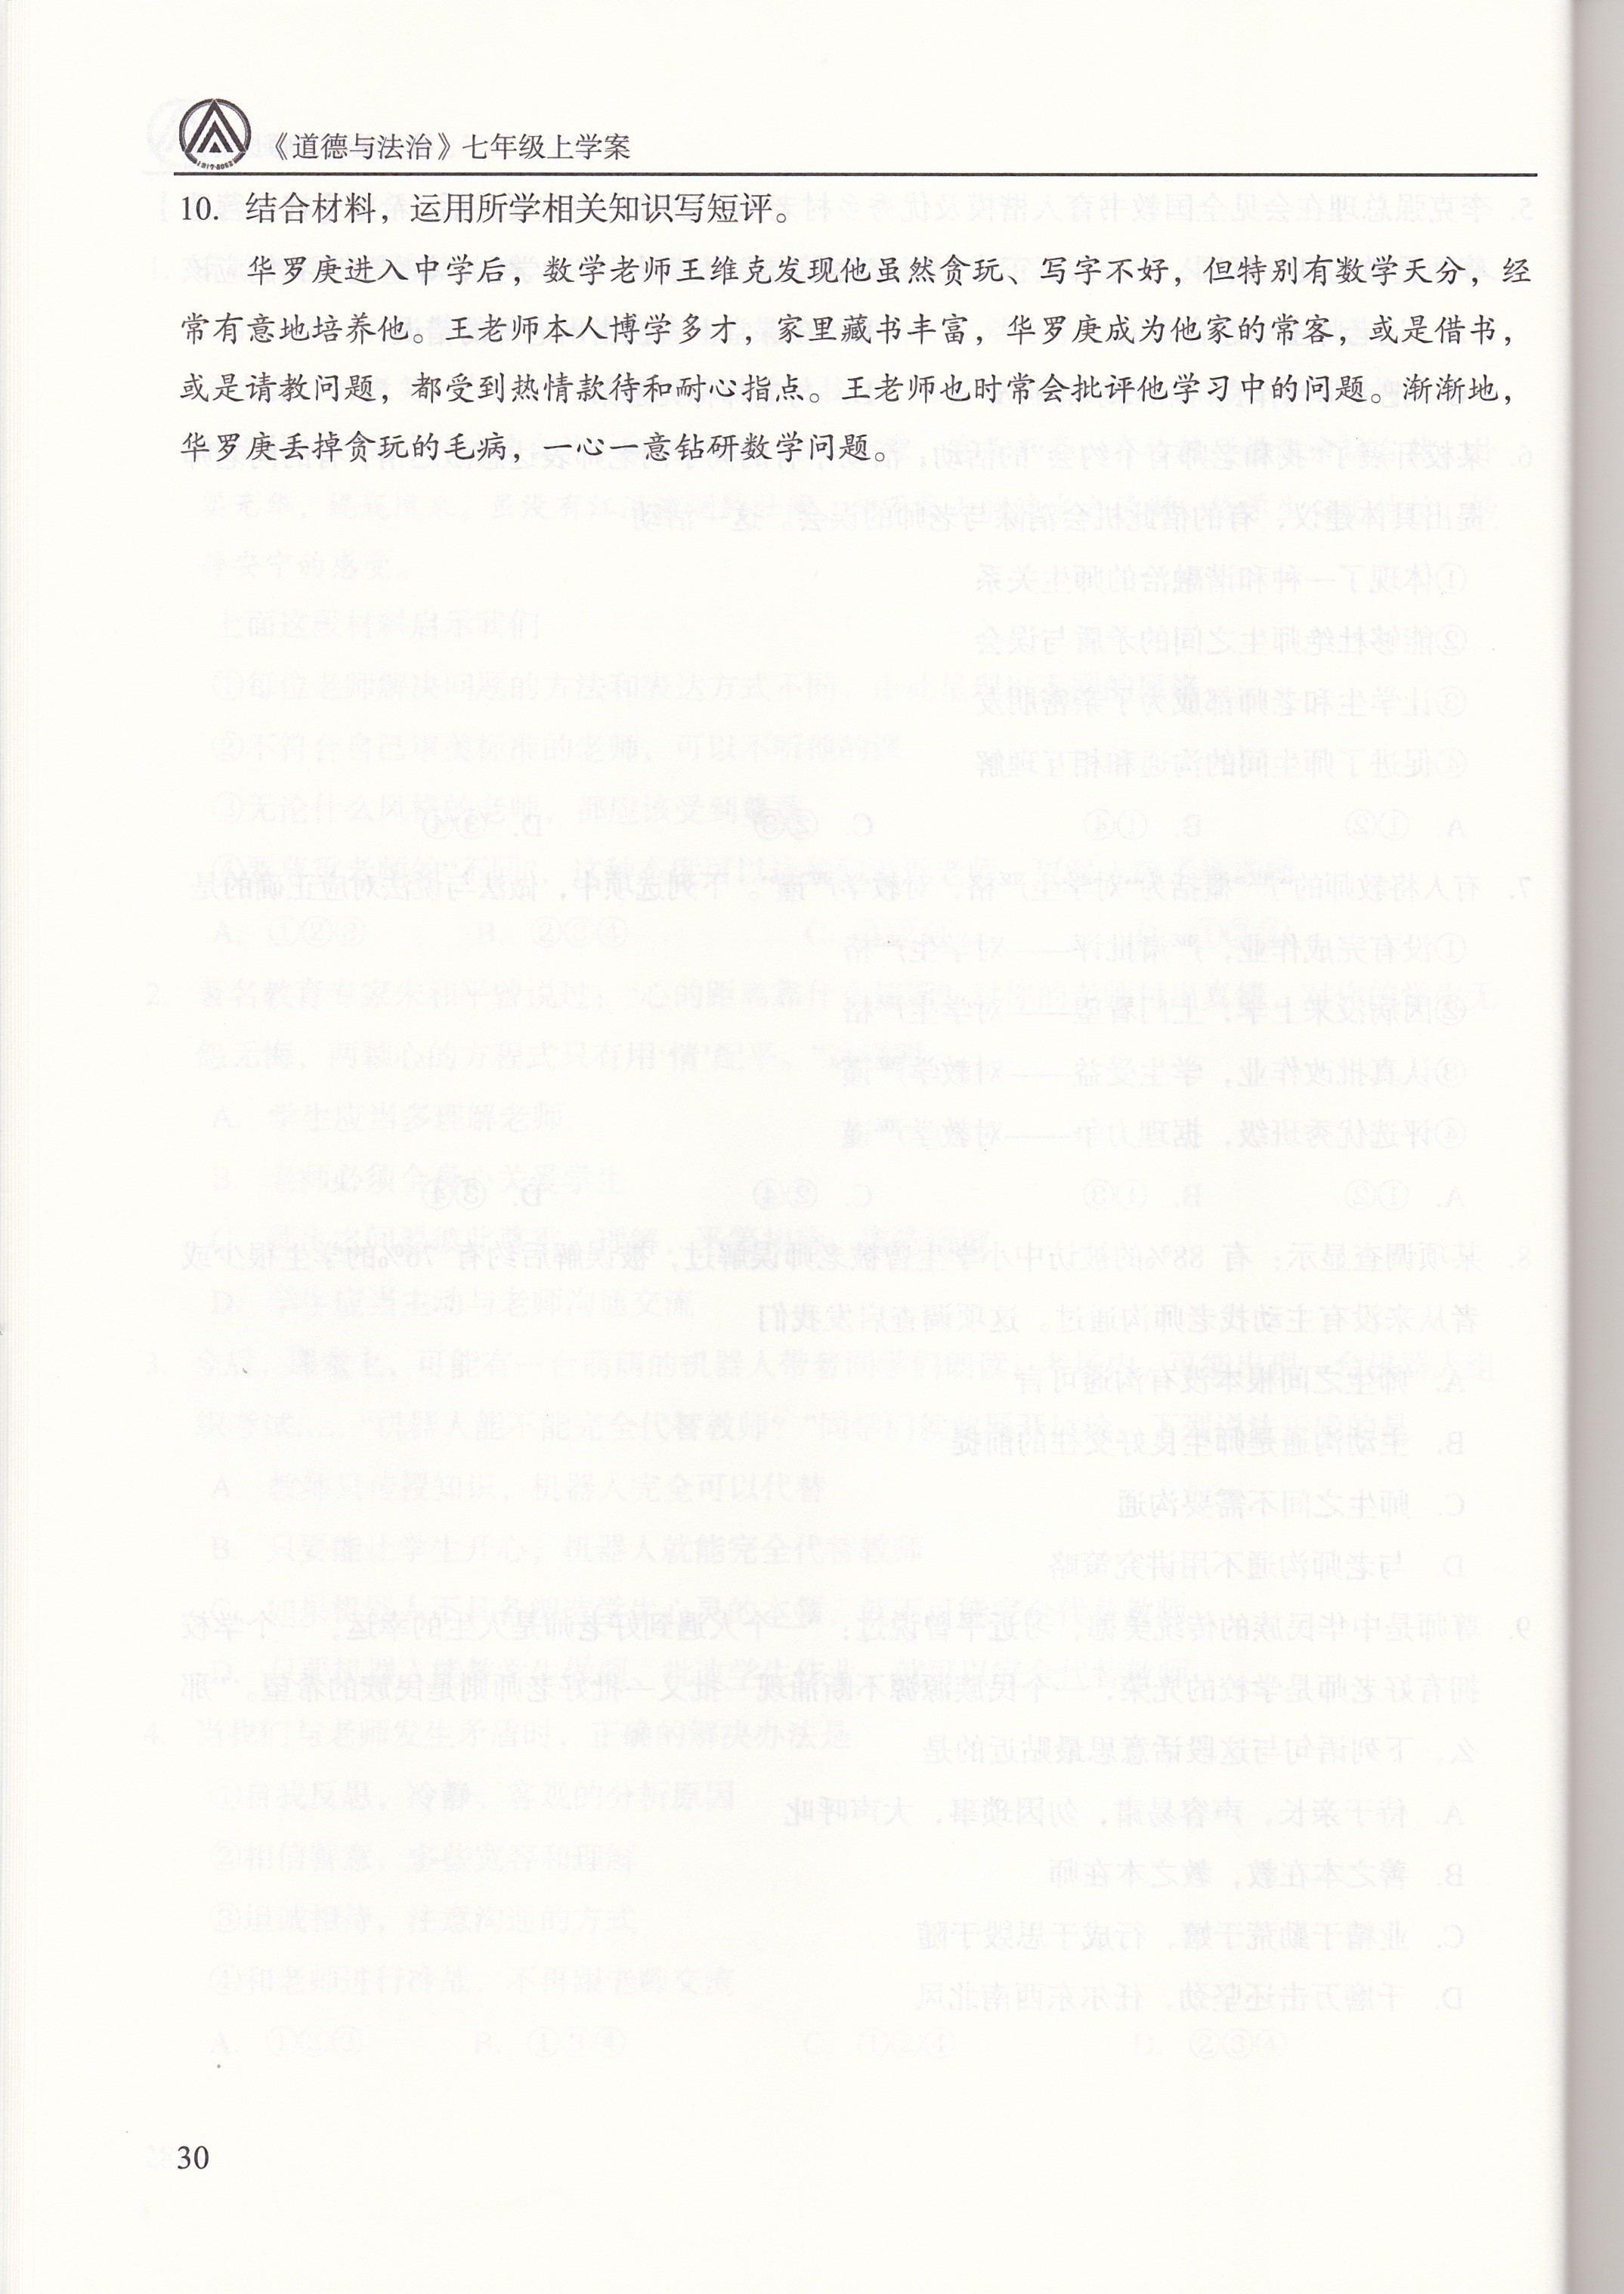 《道德与法治》七年级上学案
10. 结合材料，运用所学相关知识写短评。
华罗庚进入中学后，数学老师王维克发现他虽然贪玩、写字不好，但特别有数学天分，经
常有意地培养他。王老师本人博学多才，家里藏书丰富，华罗庚成为他家的常客，或是借书，
或是请教问题，都受到热情款待和耐心指点。王老师也时常会批评他学习中的问题。渐渐地，
华罗庚丢掉贪玩的毛病，一心一意钻研数学问题。
30